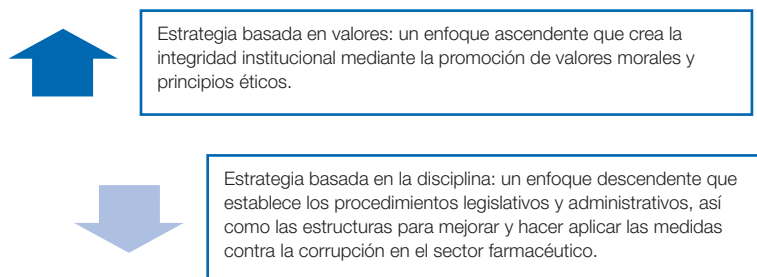 Estrategia basada en valores: un enfoque ascendente que crea la
integridad institucional mediante la promoción de valores morales y
principios éticos.
Estrategia basada en la disciplina: un enfoque descendente que
establece los procedimientos legislativos y administrativos, así
como las estructuras para mejorar y hacer aplicar las medidas
contra la corrupción en el sector farmacéutico.